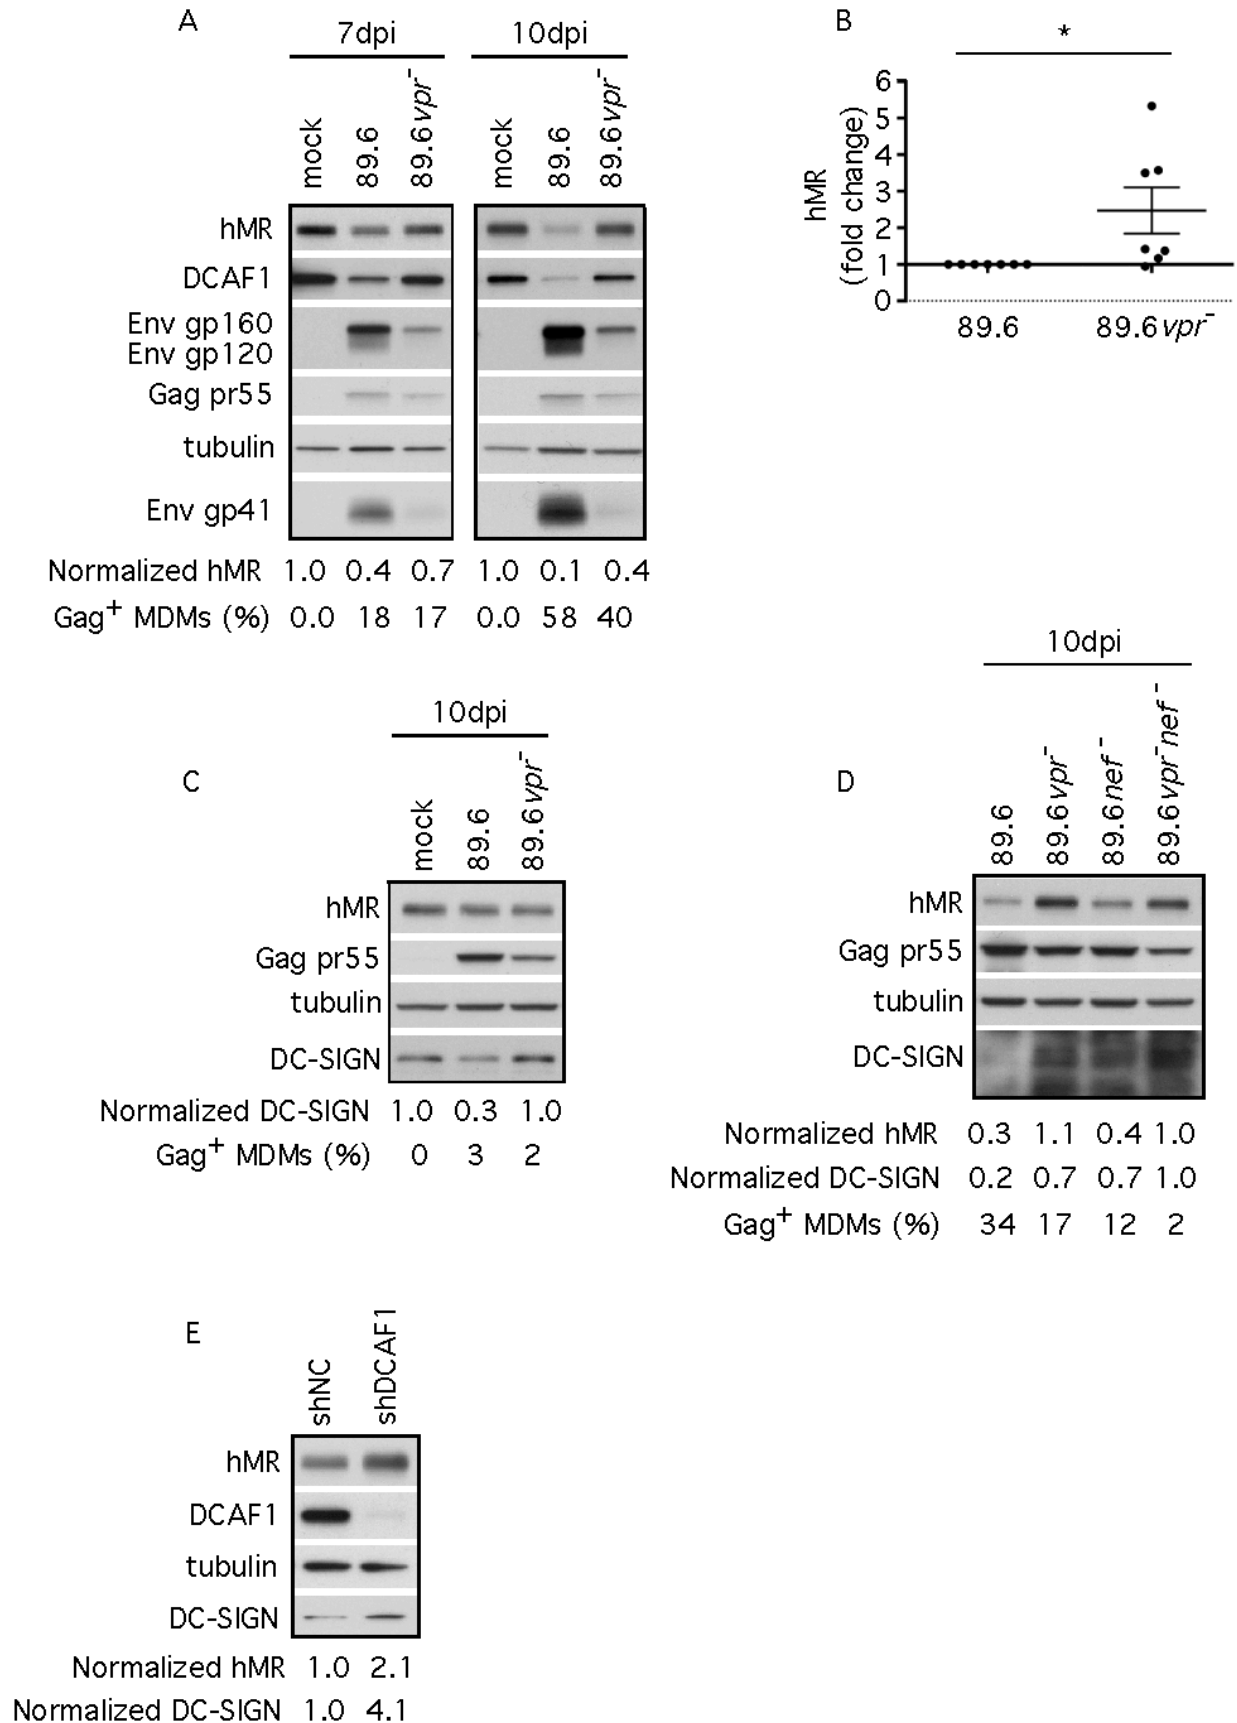 A
7dpi 10dpi
mock 89.6 89.6vpr⁻ mock 89.6 89.6vpr⁻
hMR
DCAF1
Env gp160
Env gp120
Gag pr55
tubulin
Env gp41
Normalized hMR 1.0 0.4 0.7 1.0 0.1 0.4
Gag⁺ MDMs (%) 0.0 18 17 0.0 58 40
B
*
hMR
(fold change)
6
5
4
3
2
1
0
89.6 89.6vpr⁻
C
10dpi
mock 89.6 89.6vpr⁻
hMR
Gag pr55
tubulin
DC-SIGN
Normalized DC-SIGN 1.0 0.3 1.0
Gag⁺ MDMs (%) 0 3 2
D
10dpi
89.6 89.6vpr⁻ 89.6nef⁻ 89.6vpr⁻nef⁻
hMR
Gag pr55
tubulin
DC-SIGN
Normalized hMR 0.3 1.1 0.4 1.0
Normalized DC-SIGN 0.2 0.7 0.7 1.0
Gag⁺ MDMs (%) 34 17 12 2
E
shNC shDCAF1
hMR
DCAF1
tubulin
DC-SIGN
Normalized hMR 1.0 2.1
Normalized DC-SIGN 1.0 4.1